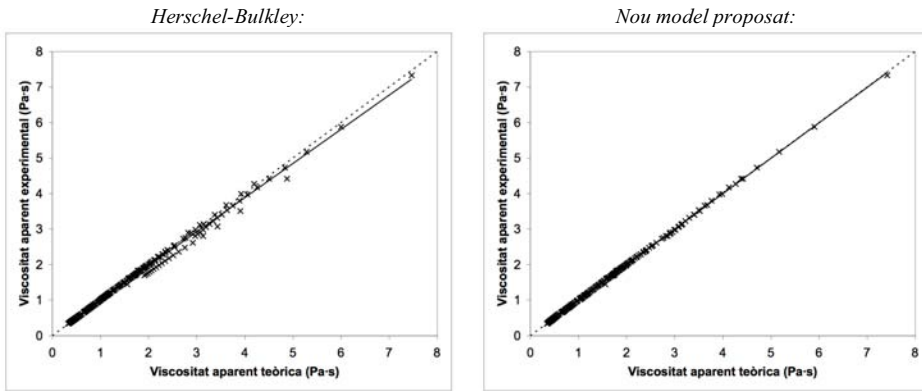 Herschel-Bulkley:
Nou model proposat:
8
7
6
5
4
3
2
1
0
0 1 2 3 4 5 6 7 8
Viscositat aparent experimental (Pa·s)
Viscositat aparent teòrica (Pa·s)
8
7
6
5
4
3
2
1
0
0 1 2 3 4 5 6 7 8
Viscositat aparent experimental (Pa·s)
Viscositat aparent teòrica (Pa·s)